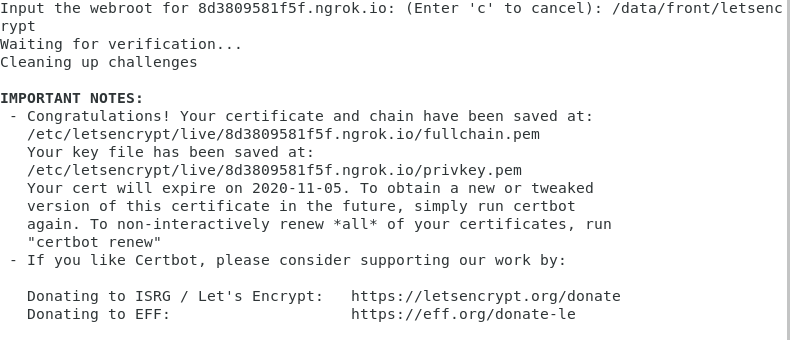 Input the webroot for 8d3809581f5f.ngrok.io: (Enter 'c' to cancel): /data/front/letsenc
rypt
Waiting for verification...
Cleaning up challenges

IMPORTANT NOTES:
 - Congratulations! Your certificate and chain have been saved at:
   /etc/letsencrypt/live/8d3809581f5f.ngrok.io/fullchain.pem
   Your key file has been saved at:
   /etc/letsencrypt/live/8d3809581f5f.ngrok.io/privkey.pem
   Your cert will expire on 2020-11-05. To obtain a new or tweaked
   version of this certificate in the future, simply run certbot
   again. To non-interactively renew *all* of your certificates, run
   "certbot renew"
 - If you like Certbot, please consider supporting our work by:

   Donating to ISRG / Let's Encrypt:   https://letsencrypt.org/donate
   Donating to EFF:                    https://eff.org/donate-le